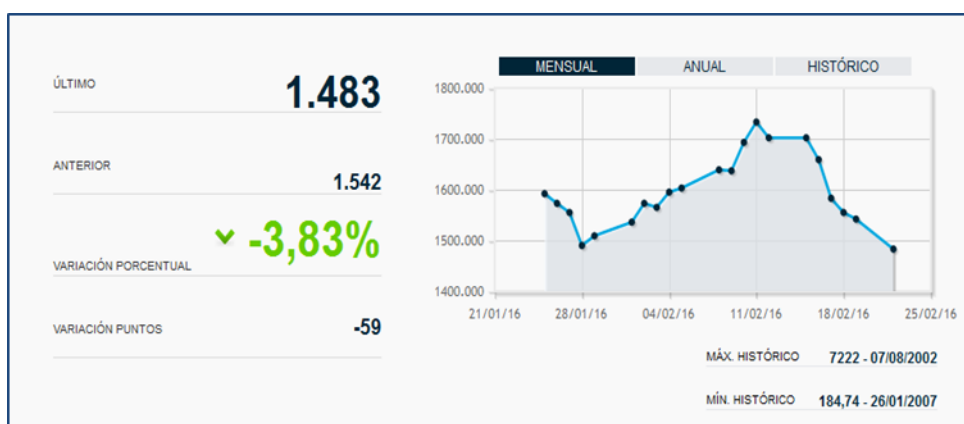 ÚLTIMO 1.483
ANTERIOR 1.542
-3,83%
VARIACIÓN PORCENTUAL
VARIACIÓN PUNTOS -59
MENSUAL ANUAL HISTÓRICO
1800.000
1700.000
1600.000
1500.000
1400.000
21/01/16 28/01/16 04/02/16 11/02/16 18/02/16 25/02/16
MÁX. HISTÓRICO 7222 - 07/08/2002
MÍN. HISTÓRICO 184,74 - 26/01/2007